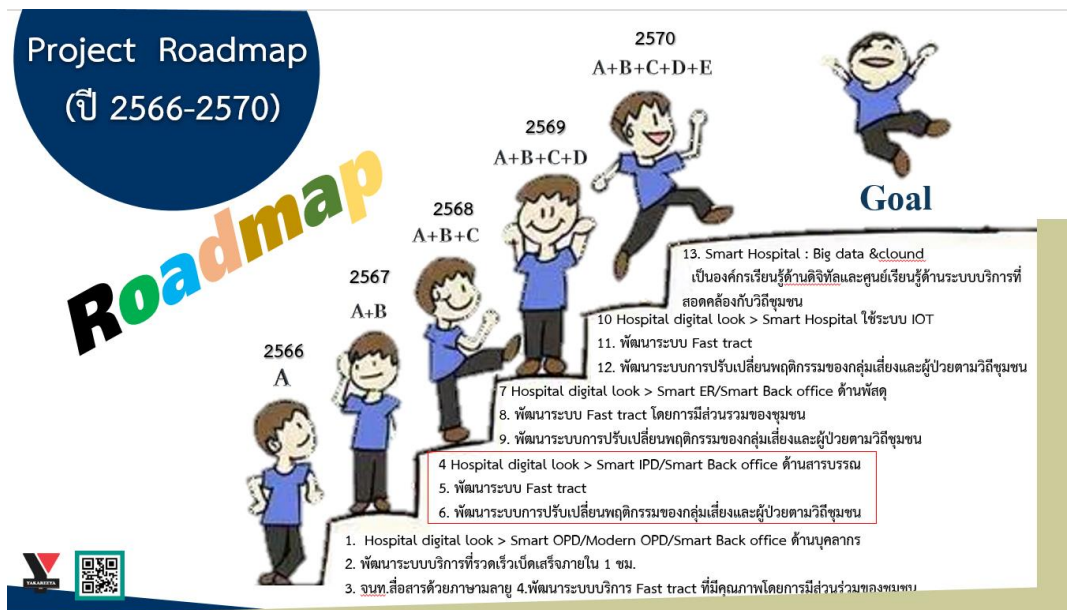 Project Roadmap
(ปี 2566-2570)
Roadmap
2570
A+B+C+D+E
2569
A+B+C+D
2568
A+B+C
2567
A+B
2566
A
Goal
13. Smart Hospital : Big data &clound
เป็นองค์กรเรียนรู้ด้านดิจิทัลและศูนย์เรียนรู้ด้านระบบบริการที่
สอดคล้องกับวิถีชุมชน
10 Hospital digital look > Smart Hospital ใช้ระบบ IOT
11. พัฒนาระบบ Fast tract
12. พัฒนาระบบการปรับเปลี่ยนพฤติกรรมของกลุ่มเสี่ยงและผู้ป่วยตามวิถีชุมชน
7 Hospital digital look > Smart ER/Smart Back office ด้านพัสดุ
8. พัฒนาระบบ Fast tract โดยการมีส่วนรวมของชุมชน
9. พัฒนาระบบการปรับเปลี่ยนพฤติกรรมของกลุ่มเสี่ยงและผู้ป่วยตามวิถีชุมชน
4 Hospital digital look > Smart IPD/Smart Back office ด้านสารบรรณ
5. พัฒนาระบบ Fast tract
6. พัฒนาระบบการปรับเปลี่ยนพฤติกรรมของกลุ่มเสี่ยงและผู้ป่วยตามวิถีชุมชน
1. Hospital digital look > Smart OPD/Modern OPD/Smart Back office ด้านบุคลากร
2. พัฒนาระบบบริการที่รวดเร็วเบ็ดเสร็จภายใน 1 ชม.
3. จนท.สื่อสารด้วยภาษามลายู 4.พัฒนาระบบบริการ Fast tract ที่มีคุณภาพโดยการมีส่วนร่วมของชุมชน
YAKAREEYA